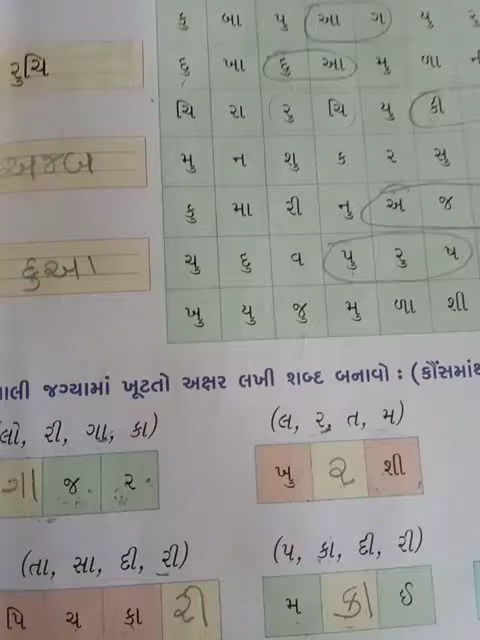 કુ બા પુ આ ગ યુ
રુચિ
દુ ખા દુ આ મુ ળા
ચિ રા રુ ચિ યુ કી
અજબ
મુ ન શુ ક ર સુ
કુ મા રી નુ અ જ
દુઆ
ચુ દુ વ પુ રુ ષ
ખુ યુ જુ મુ ળા શી
ાલી જગ્યામાં ખૂટતો અક્ષર લખી શબ્દ બનાવો : (કૌંસમાંથ
લો, રી, ગા, કા) (લ, ર, ત, મ)
ગા જ ર ખુ ર શી
(તા, સા, દી, રી) (પ, કા, દી, રી)
પિ ચ કા રી મ કા ઈ